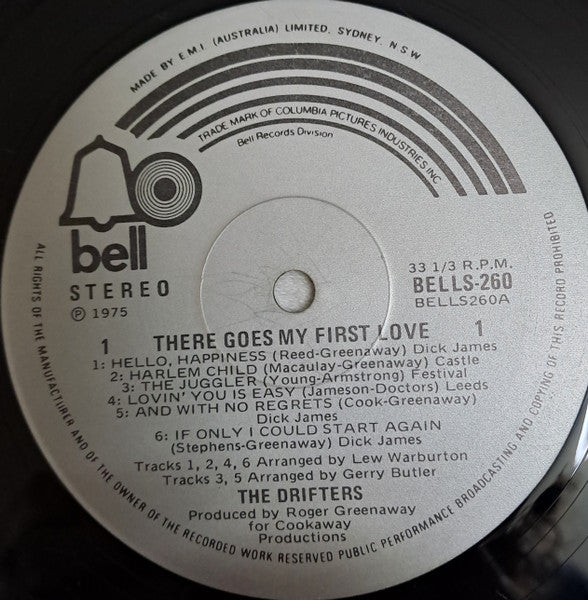 MADE BY E.M.I. (AUSTRALIA) LIMITED. SYDNEY. N S W
TRADE MARK OF COLUMBIA PICTURES INDUSTRIES INC.
Bell Records Division
bell
STEREO
℗ 1975
33 1/3 R.P.M.
BELLS-260
BELLS260A
1 THERE GOES MY FIRST LOVE 1
1: HELLO, HAPPINESS (Reed-Greenaway) Dick James
2: HARLEM CHILD (Macaulay-Greenaway) Castle
3: THE JUGGLER (Young-Armstrong) Festival
4: LOVIN' YOU IS EASY (Jameson-Doctors) Leeds
5: AND WITH NO REGRETS (Cook-Greenaway)
Dick James
6: IF ONLY I COULD START AGAIN
(Stephens-Greenaway) Dick James
Tracks 1, 2, 4, 6 Arranged by Lew Warburton
Tracks 3, 5 Arranged by Gerry Butler
THE DRIFTERS
Produced by Roger Greenaway
for Cookaway
Productions
ALL RIGHTS OF THE MANUFACTURER AND OF THE OWNER OF THE RECORDED WORK RESERVED PUBLIC PERFORMANCE BROADCASTING AND COPYING OF THIS RECORD PROHIBITED